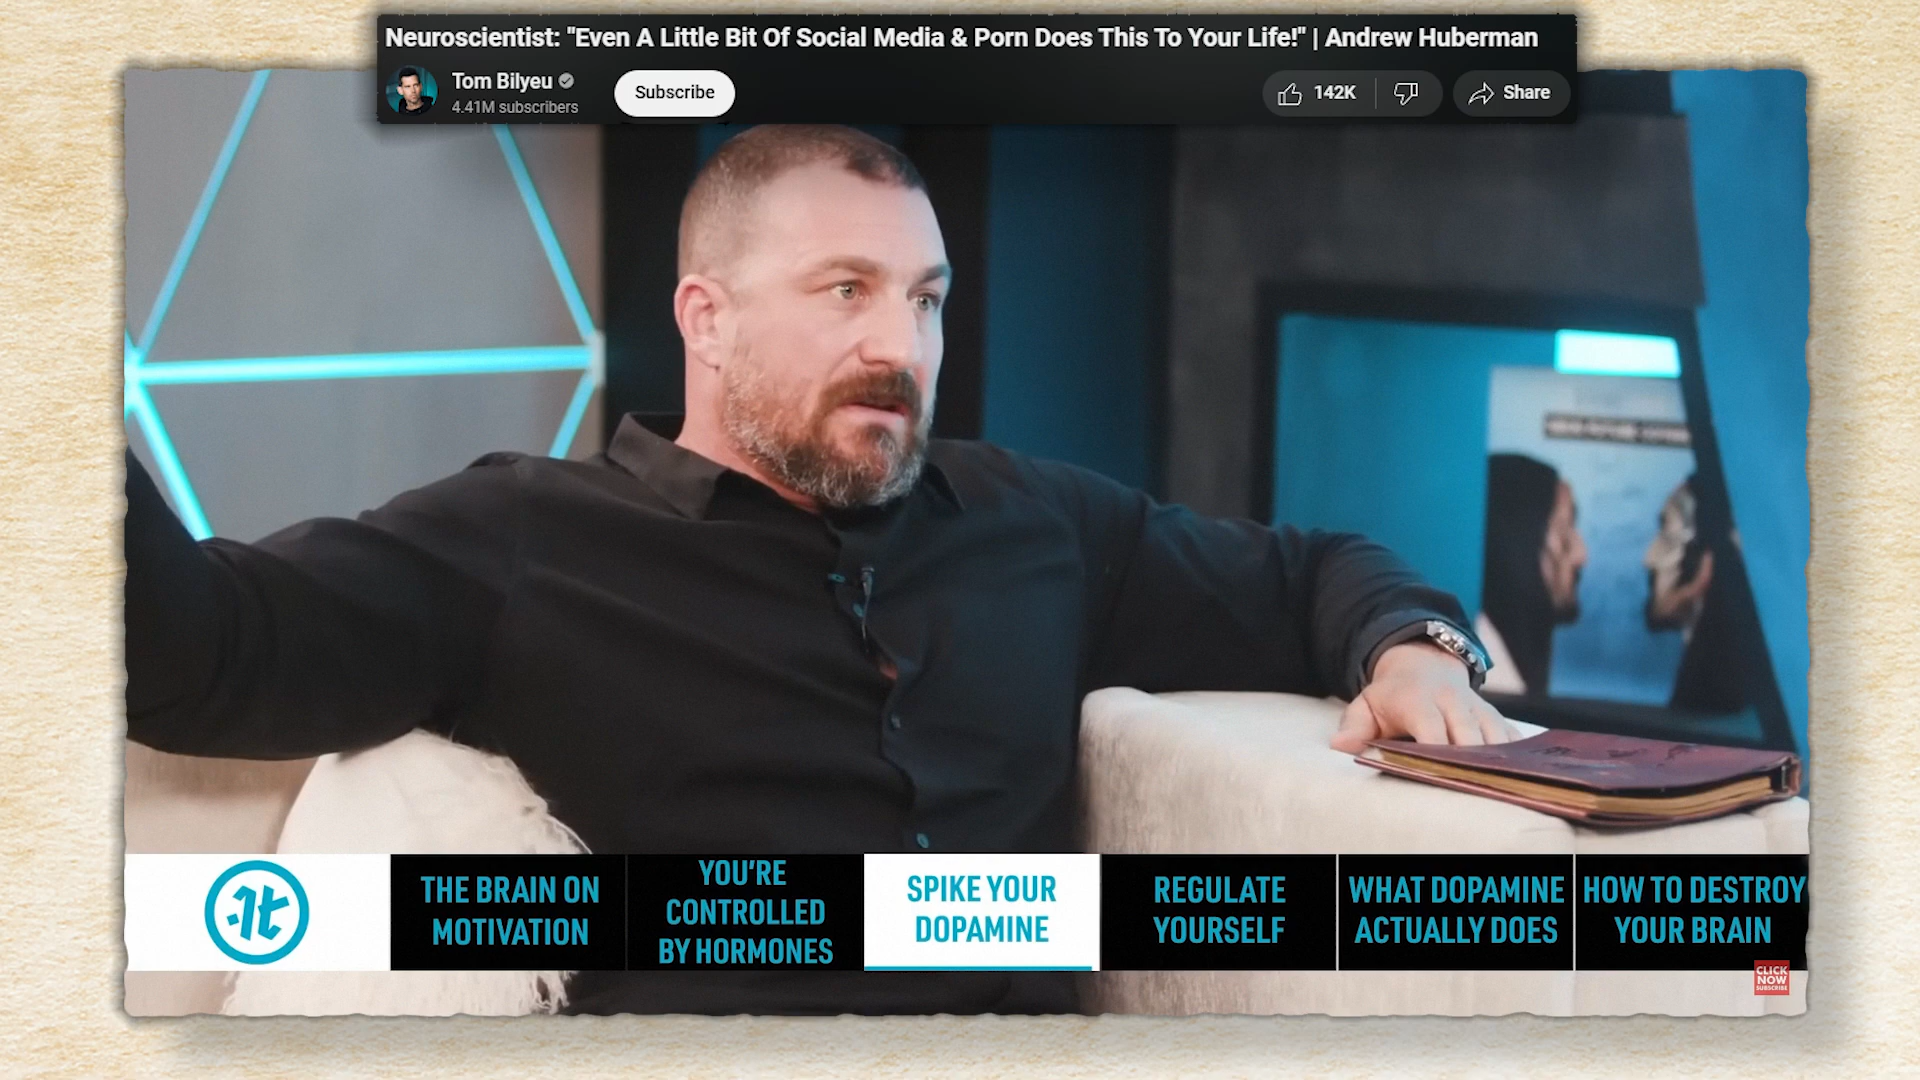 Neuroscientist: "Even A Little Bit Of Social Media & Porn Does This To Your Life!" | Andrew Huberman
Tom Bilyeu
4.41M subscribers
Subscribe
142K
Share
THE BRAIN ON
MOTIVATION
YOU'RE
CONTROLLED
BY HORMONES
SPIKE YOUR
DOPAMINE
REGULATE
YOURSELF
WHAT DOPAMINE
ACTUALLY DOES
HOW TO DESTROY
YOUR BRAIN
CLICK
NOW
SUBSCRIBE